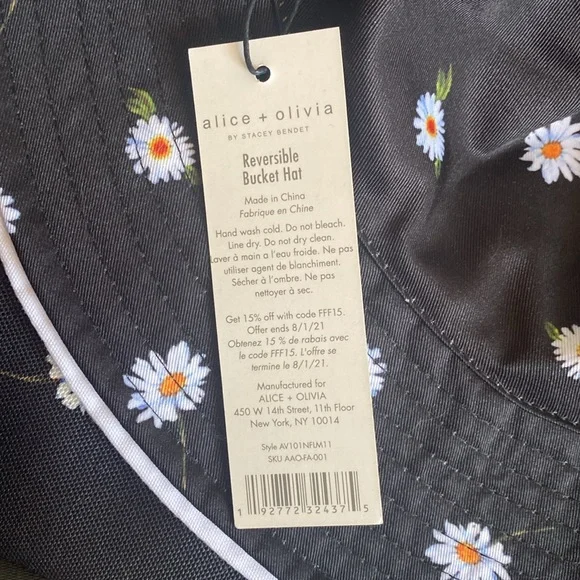 alice + olivia
BY STACEY BENDET
Reversible
Bucket Hat
Made in China
Fabrique en Chine
Hand wash cold. Do not bleach.
Line dry. Do not dry clean.
Laver à main a l'eau froide. Ne pas
utiliser agent de blanchiment.
Sécher à l'ombre. Ne pas
nettoyer à sec.
Get 15% off with code FFF15.
Offer ends 8/1/21
Obtenez 15 % de rabais avec
le code FFF15. L'offre se
termine le 8/1/21.
Manufactured for
ALICE + OLIVIA
450 W 14th Street, 11th Floor
New York, NY 10014
Style AV101NFLM11
SKU AAO-FA-001
1 92772 32437 5